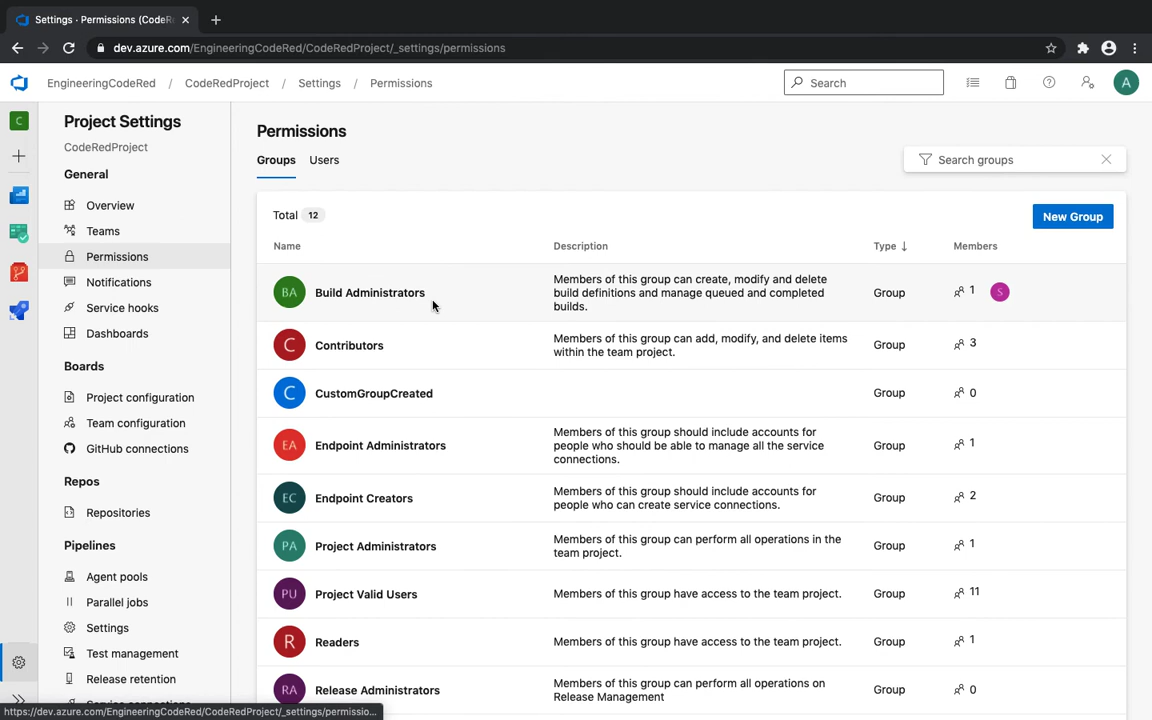 Settings · Permissions (CodeRe
dev.azure.com/EngineeringCodeRed/CodeRedProject/_settings/permissions
EngineeringCodeRed / CodeRedProject / Settings / Permissions
Search
A
C
Project Settings
CodeRedProject
General
Overview
Teams
Permissions
Notifications
Service hooks
Dashboards
Boards
Project configuration
Team configuration
GitHub connections
Repos
Repositories
Pipelines
Agent pools
Parallel jobs
Settings
Test management
Release retention
Service connections
Permissions
Groups Users
Search groups
Total 12
New Group
Name Description Type ↓ Members
BA Build Administrators
Members of this group can create, modify and delete
build definitions and manage queued and completed
builds.
Group 1 S
C Contributors
Members of this group can add, modify, and delete items
within the team project.
Group 3
C CustomGroupCreated Group 0
EA Endpoint Administrators
Members of this group should include accounts for
people who should be able to manage all the service
connections.
Group 1
EC Endpoint Creators
Members of this group should include accounts for
people who can create service connections.
Group 2
PA Project Administrators
Members of this group can perform all operations in the
team project.
Group 1
PU Project Valid Users Members of this group have access to the team project. Group 11
R Readers Members of this group have access to the team project. Group 1
RA Release Administrators
Members of this group can perform all operations on
Release Management
Group 0
https://dev.azure.com/EngineeringCodeRed/CodeRedProject/_settings/permissio...